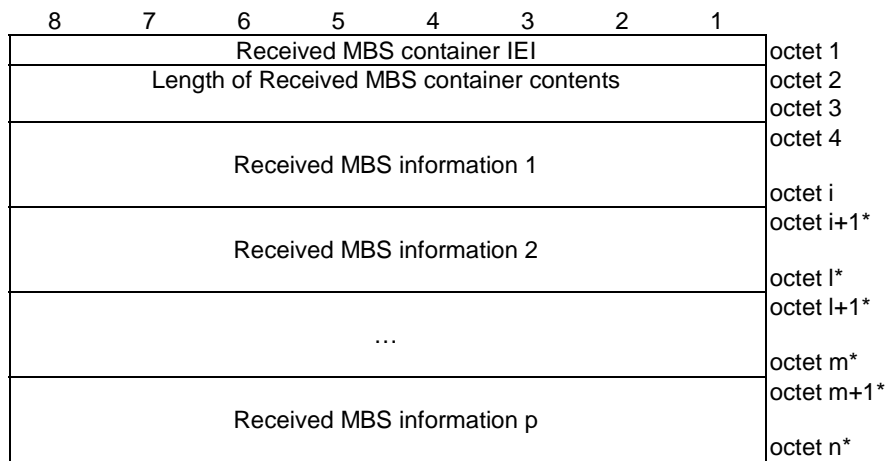 8 7 6 5 4 3 2 1
Received MBS container IEI octet 1
Length of Received MBS container contents octet 2
octet 3
octet 4
Received MBS information 1
octet i
octet i+1*
Received MBS information 2
octet l*
octet l+1*
…
octet m*
octet m+1*
Received MBS information p
octet n*